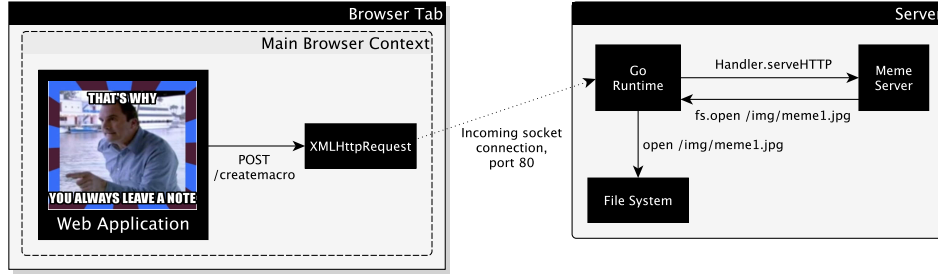 Browser Tab
Main Browser Context
THAT'S WHY
YOU ALWAYS LEAVE A NOTE
Web Application
POST
/createmacro
XMLHttpRequest
Incoming socket
connection,
port 80
Server
Go
Runtime
Handler.serveHTTP
Meme
Server
fs.open /img/meme1.jpg
open /img/meme1.jpg
File System